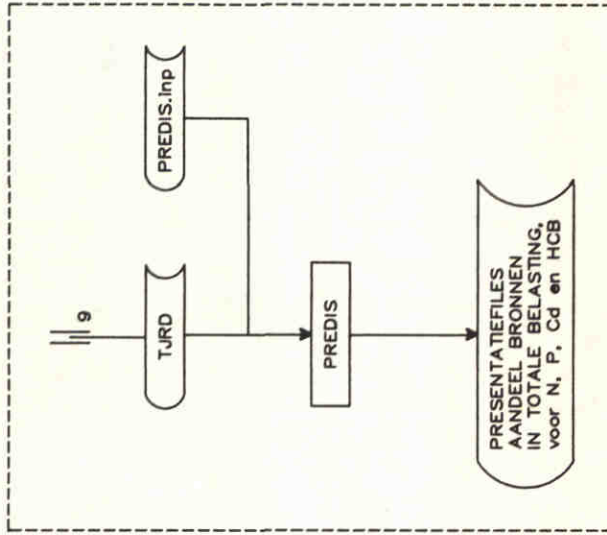 9
TJRD
PREDIS.inp
PREDIS
PRESENTATIEFILES
AANDEEL BRONNEN
IN TOTALE BELASTING,
voor N, P, Cd en HCB